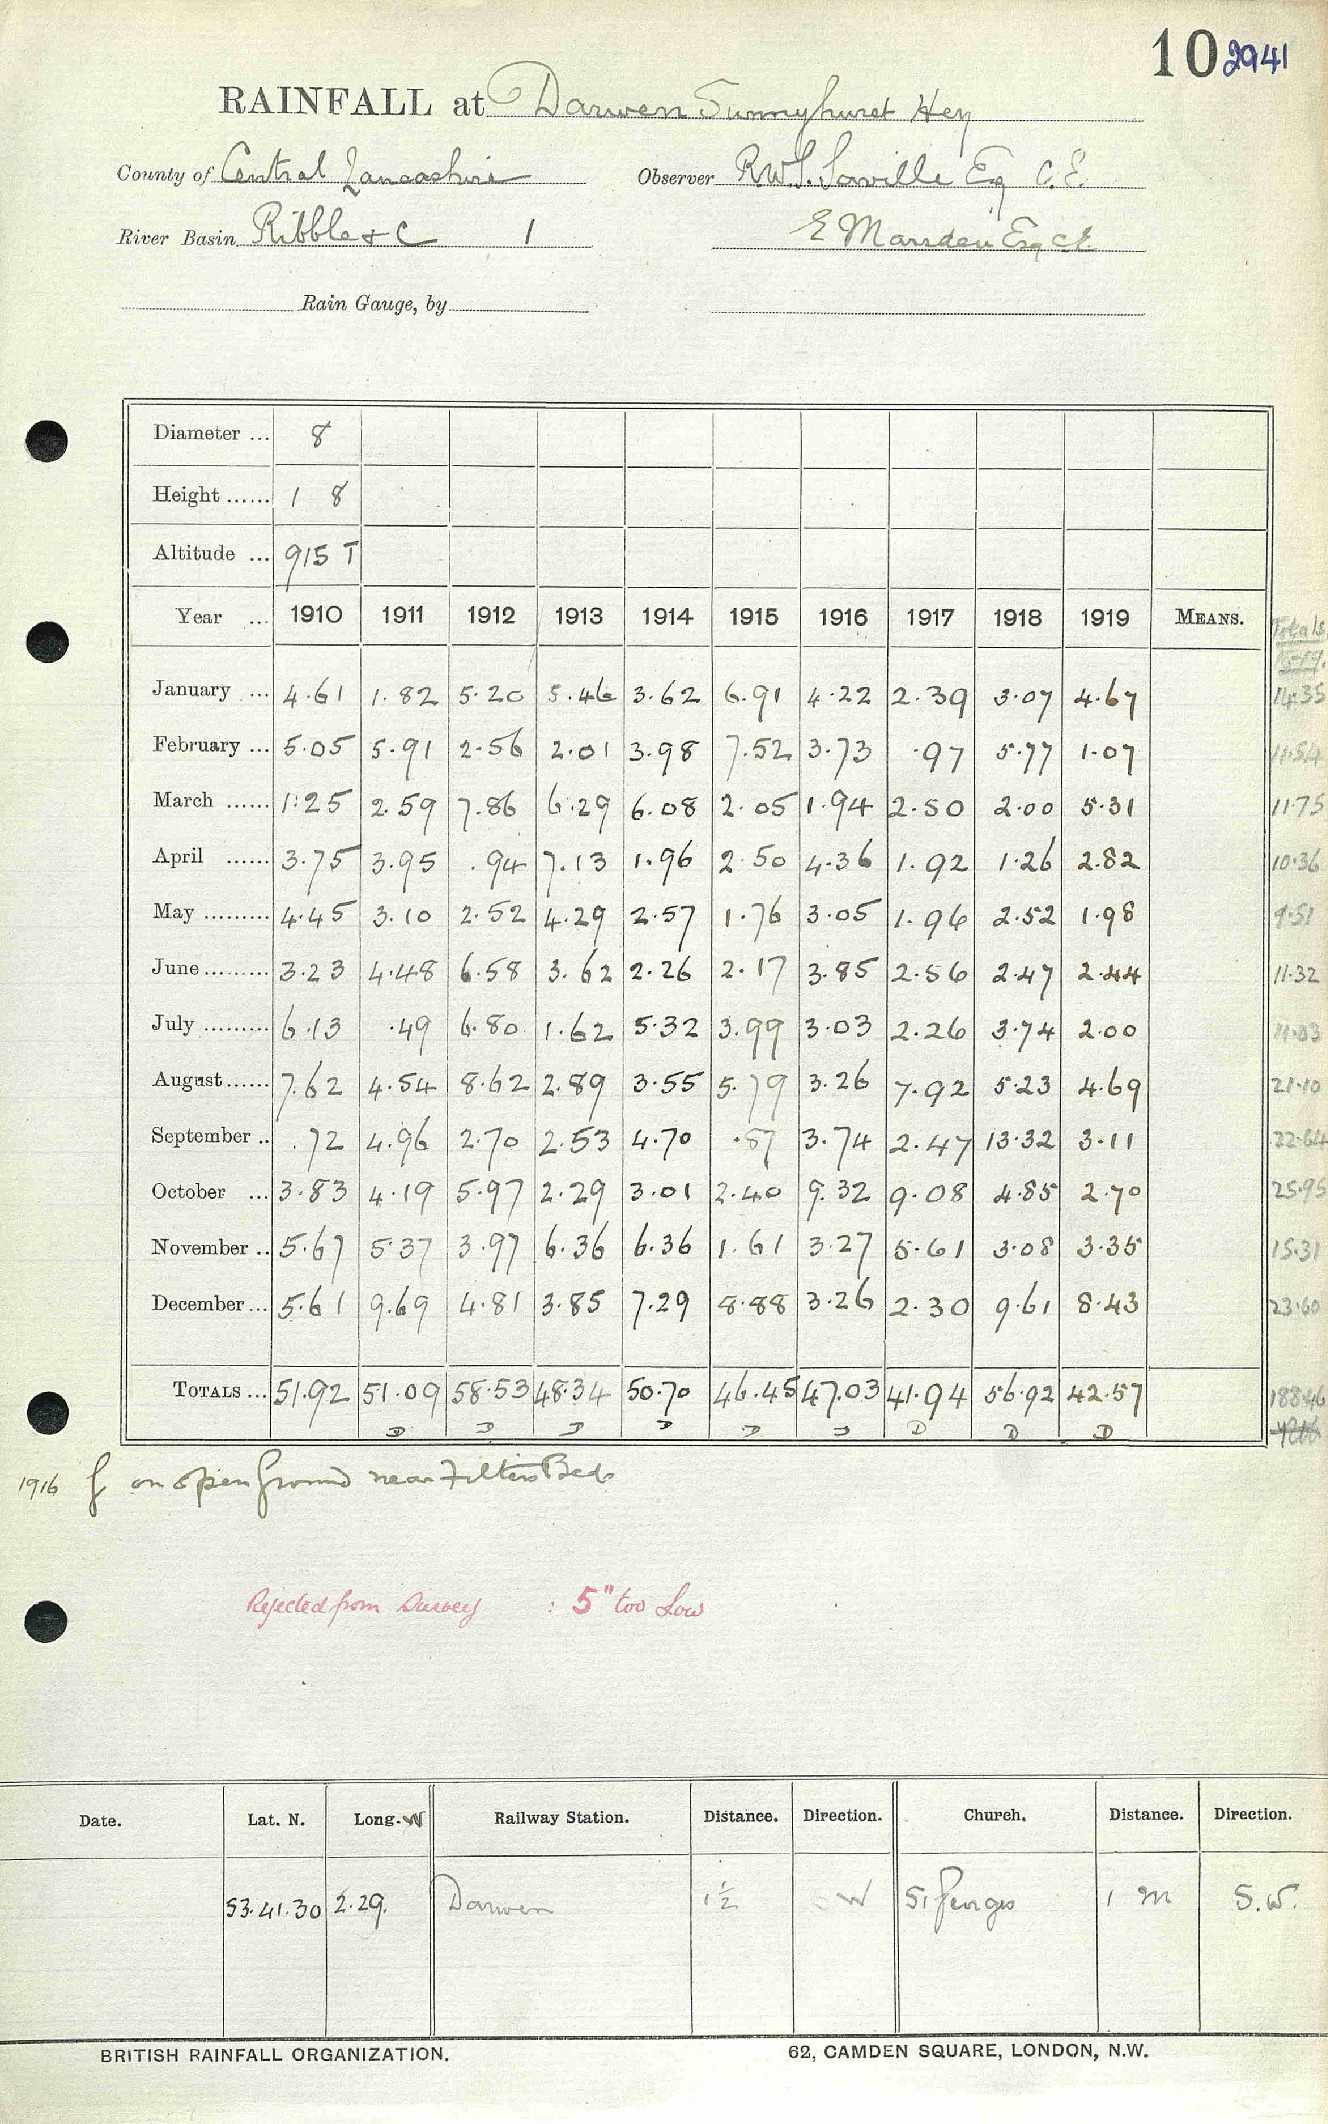 10 2941
RAINFALL at Darwen Sunnyhurst Hey
County of Central Lancashire Observer R.W.S. Saville Esq C.E.
River Basin Ribble &c 1 E Marsden Esq CE
Rain Gauge, by
Diameter ... 8
Height ...... 1 8
Altitude ... 915 T
Year ... 1910 1911 1912 1913 1914 1915 1916 1917 1918 1919 MEANS. Totals 15-19.
January ... 4.61 1.82 5.20 5.46 3.62 6.91 4.22 2.39 3.07 4.67 14.35
February ... 5.05 5.91 2.56 2.01 3.98 7.52 3.73 .97 5.77 1.07 11.54
March ...... 1.25 2.59 7.86 6.29 6.08 2.05 1.94 2.50 2.00 5.31 11.75
April ...... 3.75 3.95 .94 7.13 1.96 2.50 4.36 1.92 1.26 2.82 10.36
May ......... 4.45 3.10 2.52 4.29 2.57 1.76 3.05 1.96 2.52 1.98 9.51
June ......... 3.23 4.48 6.58 3.62 2.26 2.17 3.85 2.56 2.47 2.44 11.32
July ......... 6.13 .49 6.80 1.62 5.32 3.99 3.03 2.26 3.74 2.00 11.03
August ...... 7.62 4.54 8.62 2.89 3.55 5.79 3.26 7.92 5.23 4.69 21.10
September .. .72 4.96 2.70 2.53 4.70 .87 3.74 2.47 13.32 3.11 22.64
October ... 3.83 4.19 5.97 2.29 3.01 2.40 9.32 9.08 4.85 2.70 25.95
November .. 5.67 5.37 3.97 6.36 6.36 1.61 3.27 5.61 3.08 3.35 15.31
December ... 5.61 9.69 4.81 3.85 7.29 8.88 3.26 2.30 9.61 8.43 23.60
TOTALS ... 51.92 51.09 58.53 48.34 50.70 46.45 47.03 41.94 56.92 42.57 188.46
D D D D D D D D D
1916 on open ground near Filter Beds
Rejected from Survey : 5" too Low
Date. Lat. N. Long. W Railway Station. Distance. Direction. Church. Distance. Direction.
53.41.30 2.29. Darwen 1½ W St Georges 1 m S.W.
BRITISH RAINFALL ORGANIZATION. 62, CAMDEN SQUARE, LONDON, N.W.